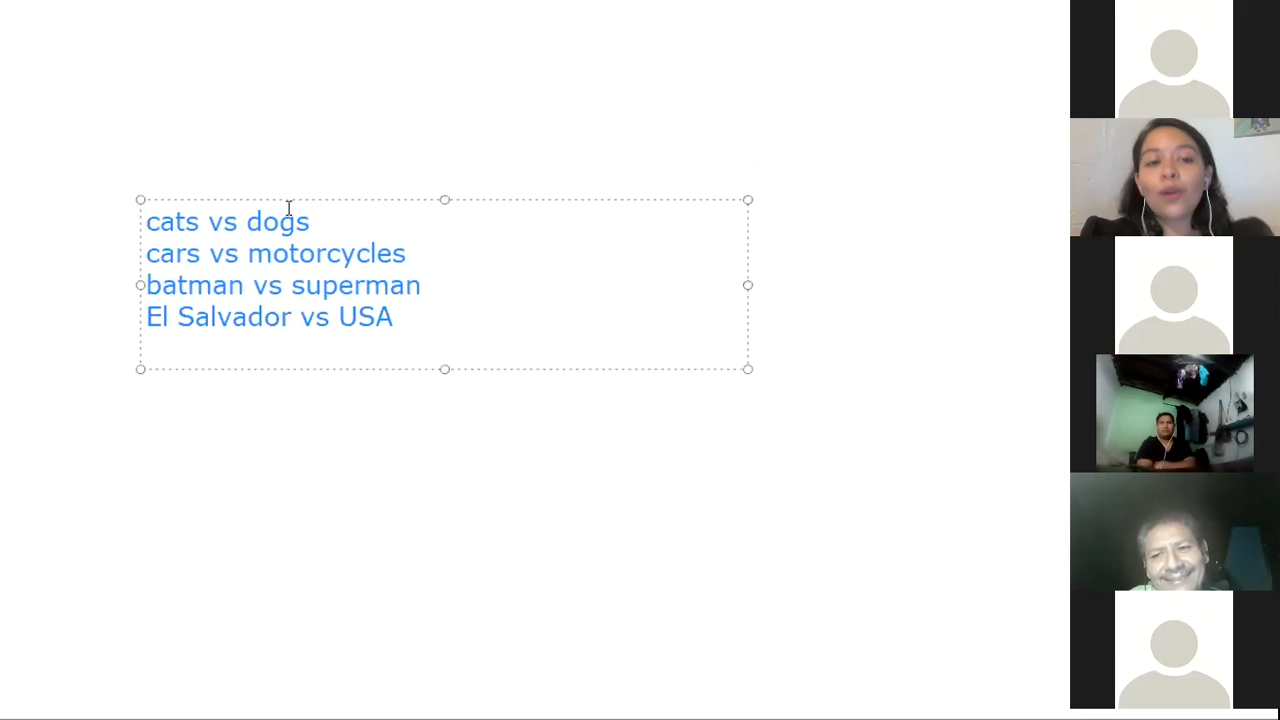 cats vs dogs
cars vs motorcycles
batman vs superman
El Salvador vs USA